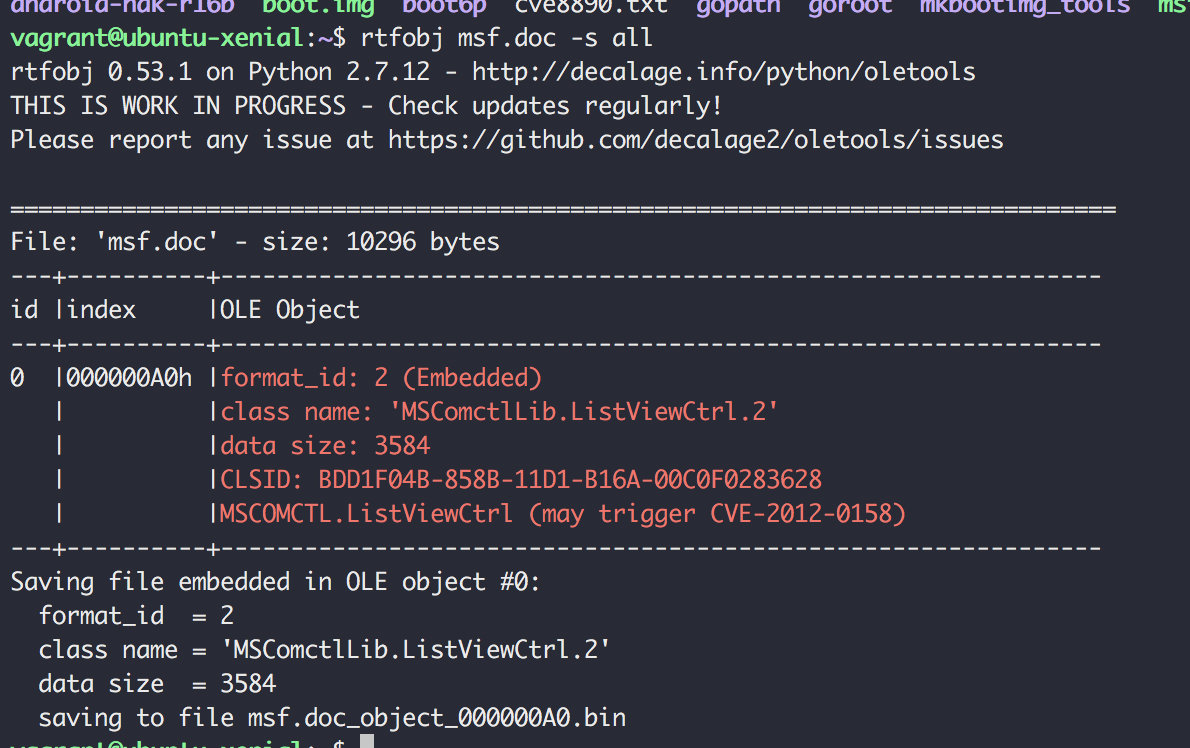 android-ndk-r16b boot.img boot6p cve8890.txt gopath goroot mkbootimg_tools
vagrant@ubuntu-xenial:~$ rtfobj msf.doc -s all
rtfobj 0.53.1 on Python 2.7.12 - http://decalage.info/python/oletools
THIS IS WORK IN PROGRESS - Check updates regularly!
Please report any issue at https://github.com/decalage2/oletools/issues
===============================================================================
File: 'msf.doc' - size: 10296 bytes
---+----------+---------------------------------------------------------------
id |index     |OLE Object
---+----------+---------------------------------------------------------------
0  |000000A0h |format_id: 2 (Embedded)
   |          |class name: 'MSComctlLib.ListViewCtrl.2'
   |          |data size: 3584
   |          |CLSID: BDD1F04B-858B-11D1-B16A-00C0F0283628
   |          |MSCOMCTL.ListViewCtrl (may trigger CVE-2012-0158)
---+----------+---------------------------------------------------------------
Saving file embedded in OLE object #0:
  format_id  = 2
  class name = 'MSComctlLib.ListViewCtrl.2'
  data size  = 3584
  saving to file msf.doc_object_000000A0.bin
vagrant@ubuntu-xenial:~$